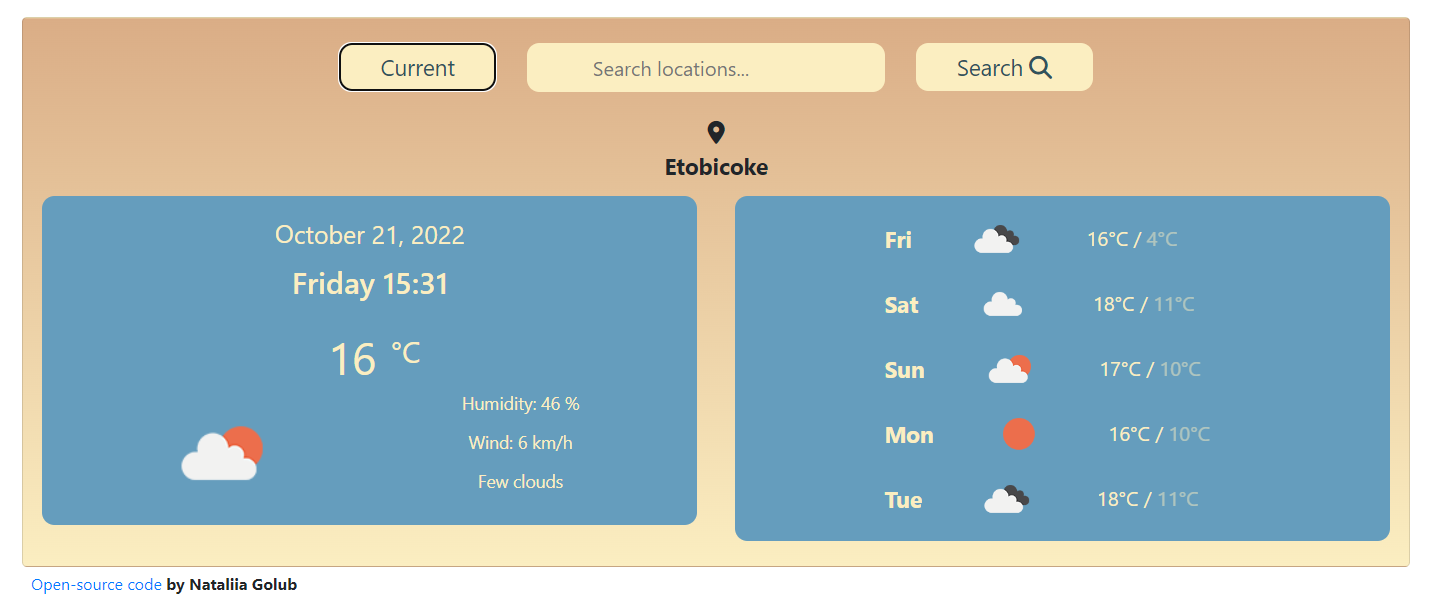 Current Search locations... Search
Etobicoke
October 21, 2022
Friday 15:31
16 °C
Humidity: 46 %
Wind: 6 km/h
Few clouds
Fri 16°C / 4°C
Sat 18°C / 11°C
Sun 17°C / 10°C
Mon 16°C / 10°C
Tue 18°C / 11°C
Open-source code by Nataliia Golub